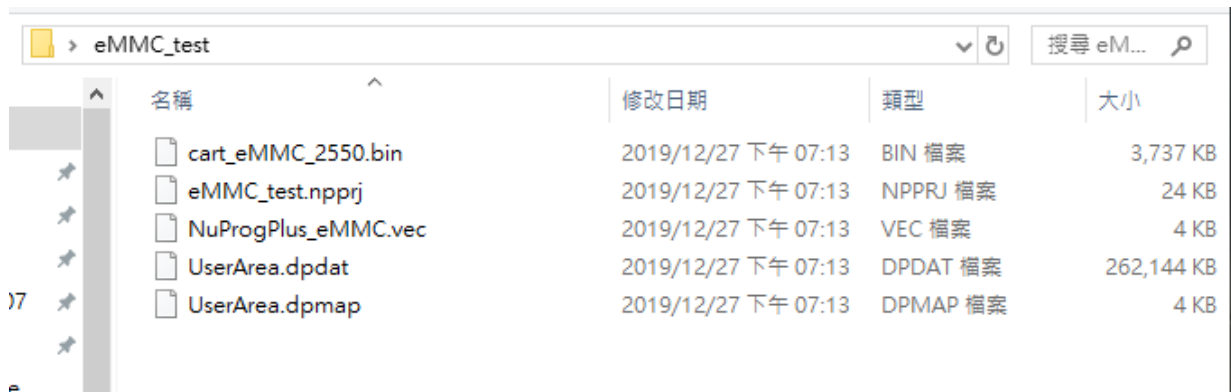 eMMC_test 搜尋 eM...
名稱 修改日期 類型 大小
cart_eMMC_2550.bin 2019/12/27 下午 07:13 BIN 檔案 3,737 KB
eMMC_test.npprj 2019/12/27 下午 07:13 NPPRJ 檔案 24 KB
NuProgPlus_eMMC.vec 2019/12/27 下午 07:13 VEC 檔案 4 KB
UserArea.dpdat 2019/12/27 下午 07:13 DPDAT 檔案 262,144 KB
07 UserArea.dpmap 2019/12/27 下午 07:13 DPMAP 檔案 4 KB
e